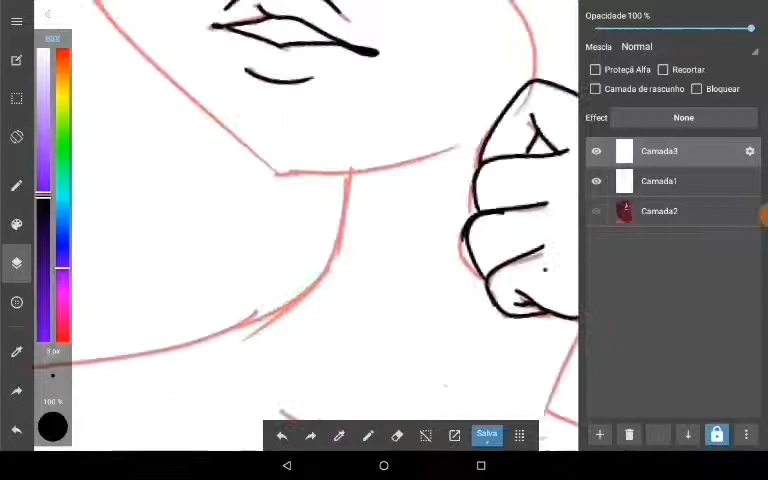 Opacidade 100 %
HSV
Mescla Normal
Proteçã Alfa Recortar
Camada de rascunho Bloquear
Effect None
Camada3
Camada1
Camada2
3 px
100 %
Salva